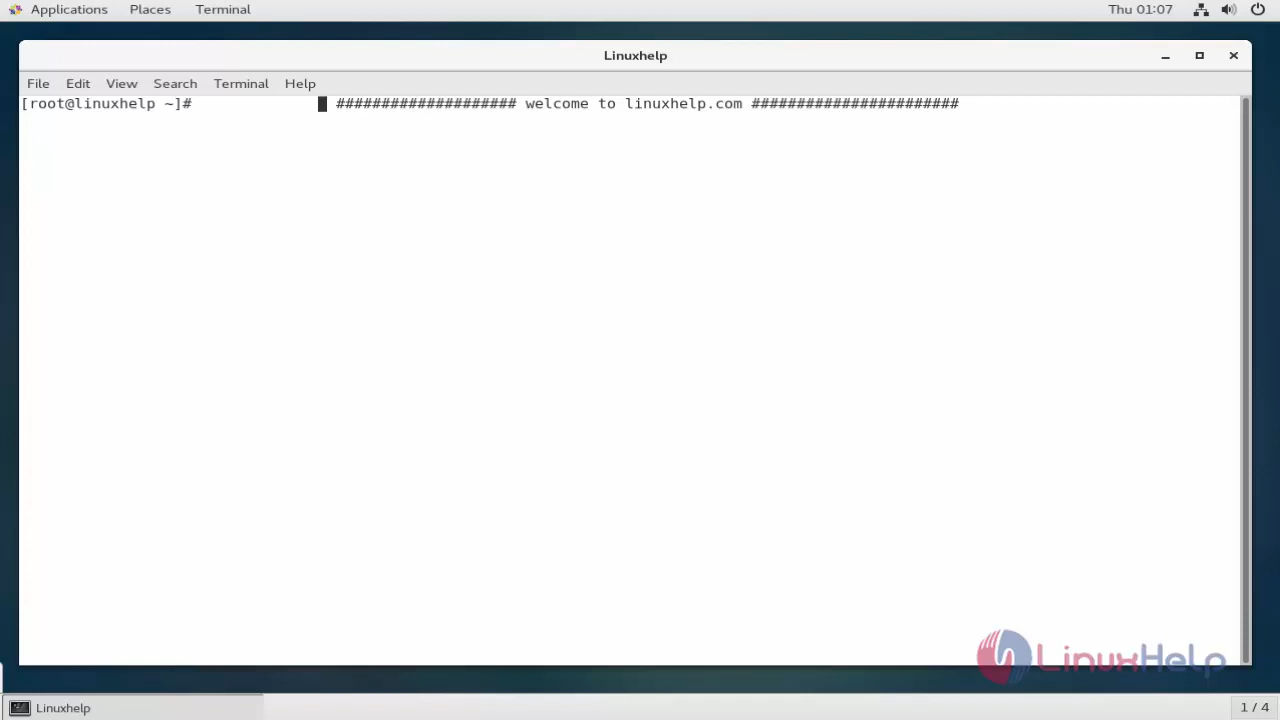 Applications Places Terminal Thu 01:07
Linuxhelp
File Edit View Search Terminal Help
[root@linuxhelp ~]# #################### welcome to linuxhelp.com #######################
LinuxHelp
Linuxhelp 1 / 4